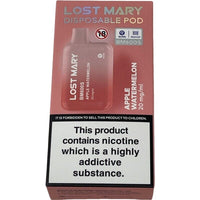 LOST MARY
DISPOSABLE POD
BM600S
18
LOST MARY
BM600S
APPLE WATERMELON
APPLE
WATERMELON
20 mg/ml
IT IS FORBIDDEN TO SELL THIS PRODUCT TO CHILDREN.
This product
contains nicotine
which is a highly
addictive
substance.